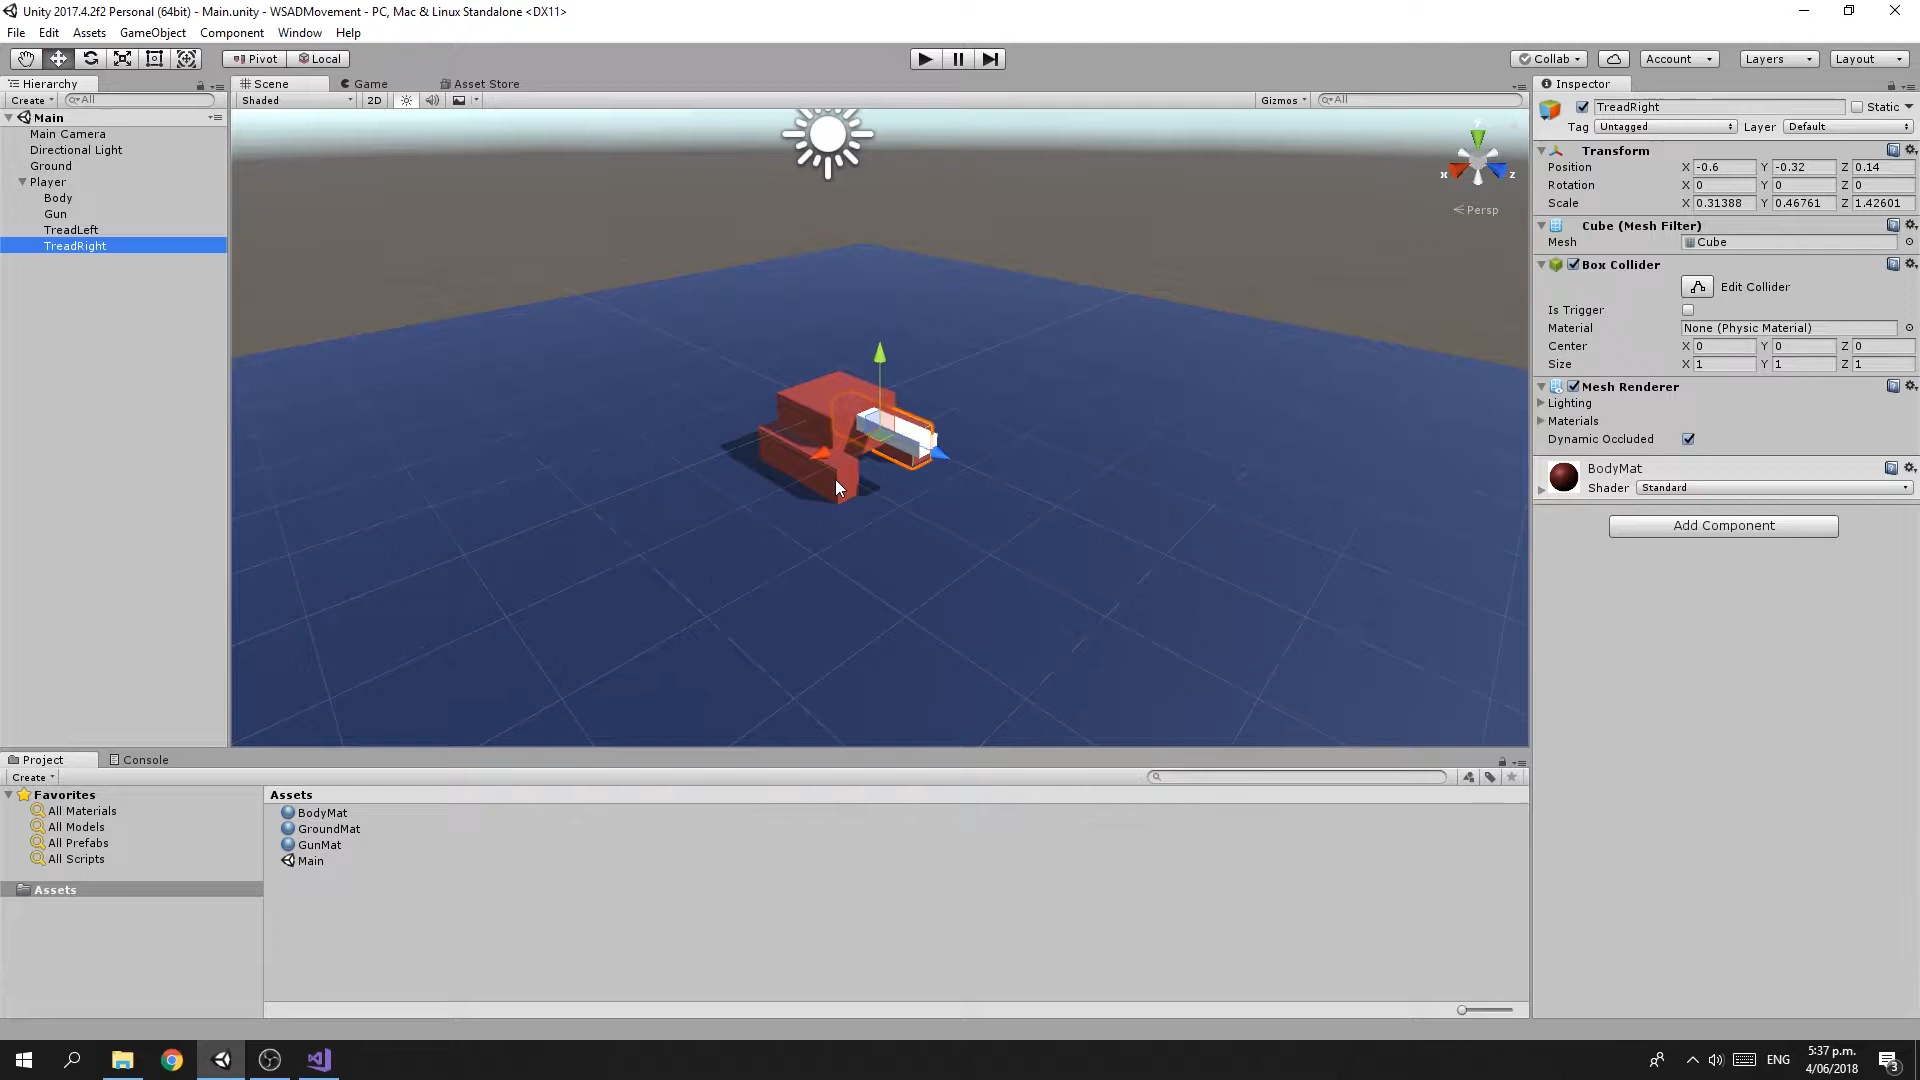 Unity 2017.4.2f2 Personal (64bit) - Main.unity - WSADMovement - PC, Mac & Linux Standalone <DX11>
File Edit Assets GameObject Component Window Help
Pivot Local Collab Account Layers Layout
Hierarchy Scene Game Asset Store Inspector
Create All Shaded 2D Gizmos All
TreadRight Static
Main
Tag Untagged Layer Default
Main Camera
Directional Light
Ground
Player
Body
Gun
TreadLeft
TreadRight
x z
Persp
Transform
Position X -0.6 Y -0.32 Z 0.14
Rotation X 0 Y 0 Z 0
Scale X 0.31388 Y 0.46761 Z 1.42601
Cube (Mesh Filter)
Mesh Cube
Box Collider
Edit Collider
Is Trigger
Material None (Physic Material)
Center X 0 Y 0 Z 0
Size X 1 Y 1 Z 1
Mesh Renderer
Lighting
Materials
Dynamic Occluded
BodyMat
Shader Standard
Add Component
Project Console
Create
Favorites
All Materials
All Models
All Prefabs
All Scripts
Assets
Assets
BodyMat
GroundMat
GunMat
Main
ENG
5:37 p.m.
4/06/2018
3